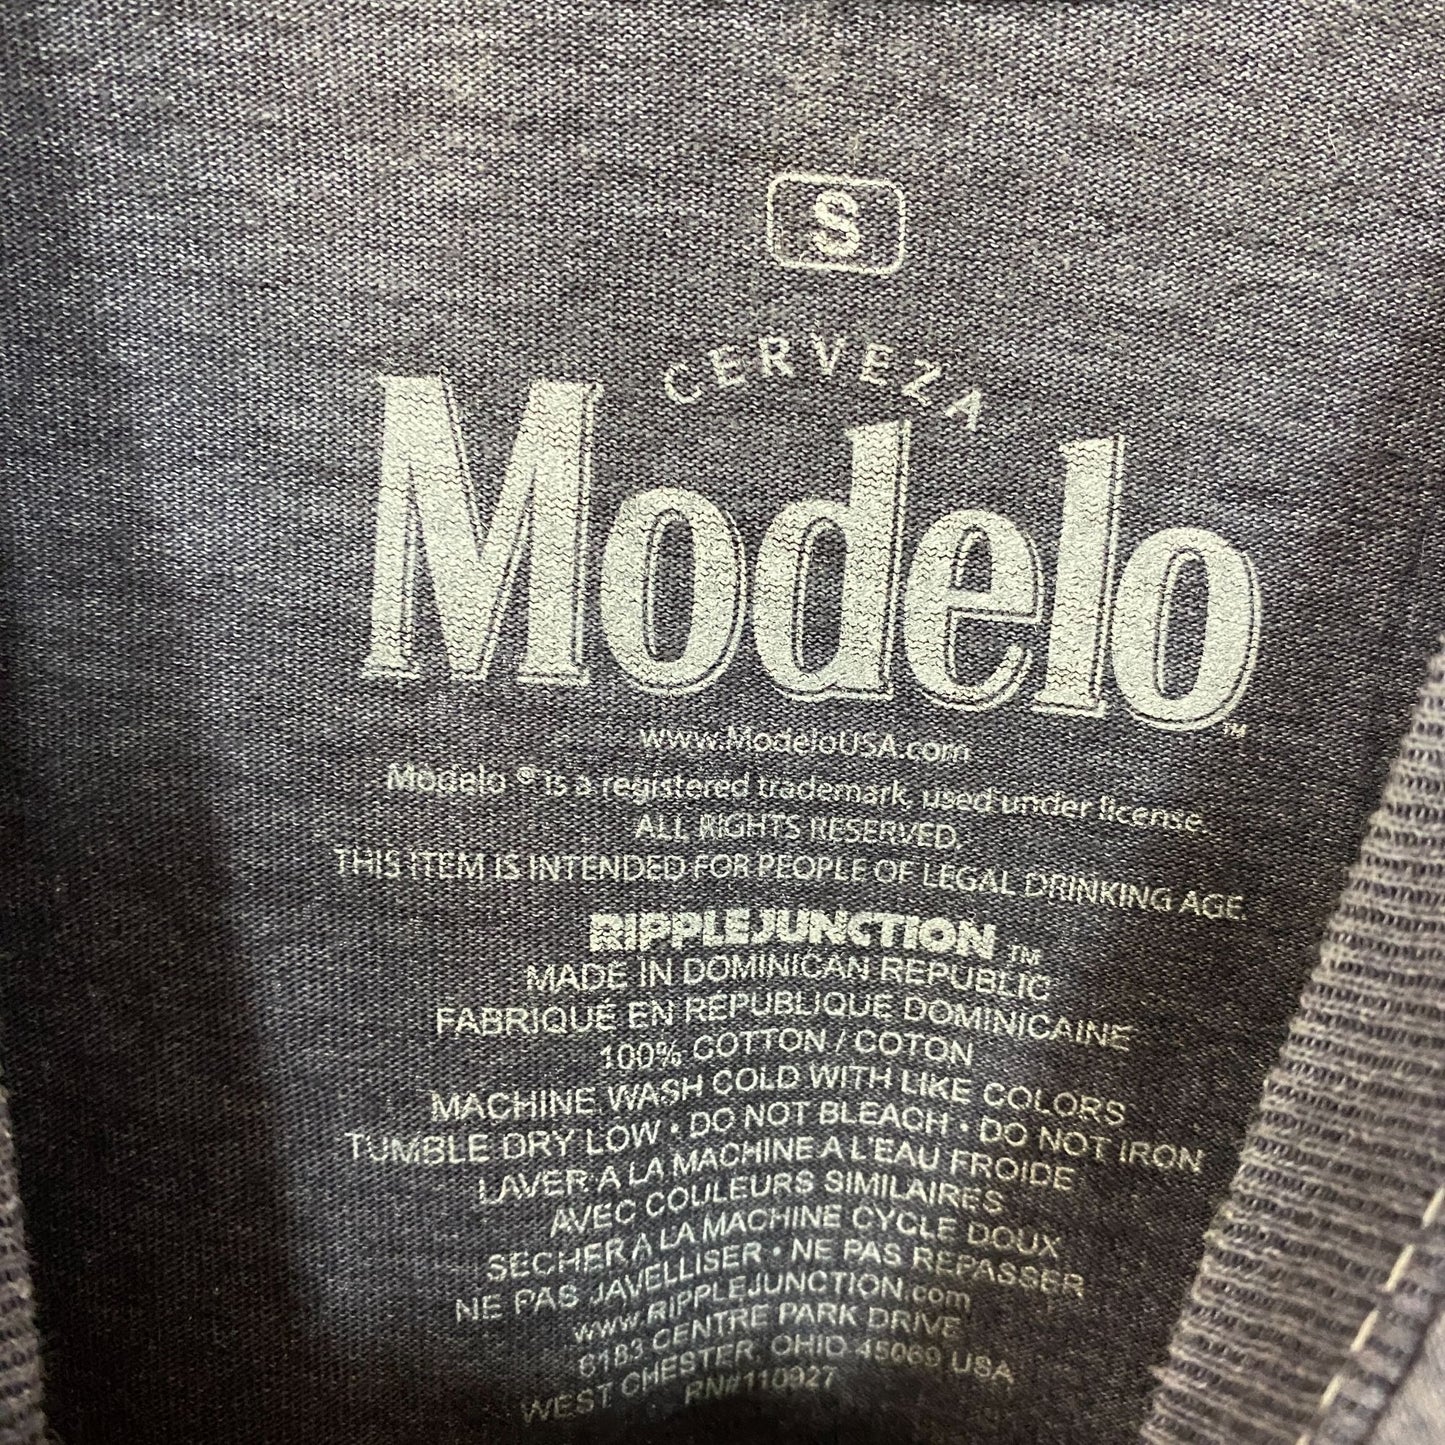 S
CERVEZA
Modelo™
www.ModeloUSA.com
Modelo ® is a registered trademark, used under license.
ALL RIGHTS RESERVED.
THIS ITEM IS INTENDED FOR PEOPLE OF LEGAL DRINKING AGE.
RIPPLE JUNCTION™
MADE IN DOMINICAN REPUBLIC
FABRIQUÉ EN REPUBLIQUE DOMINICAINE
100% COTTON / COTON
MACHINE WASH COLD WITH LIKE COLORS
TUMBLE DRY LOW • DO NOT BLEACH • DO NOT IRON
LAVER A LA MACHINE A L'EAU FROIDE
AVEC COULEURS SIMILAIRES
SECHER A LA MACHINE CYCLE DOUX
NE PAS JAVELLISER • NE PAS REPASSER
www.RIPPLEJUNCTION.com
6183 CENTRE PARK DRIVE
WEST CHESTER, OHIO 45069 USA
RN#110927